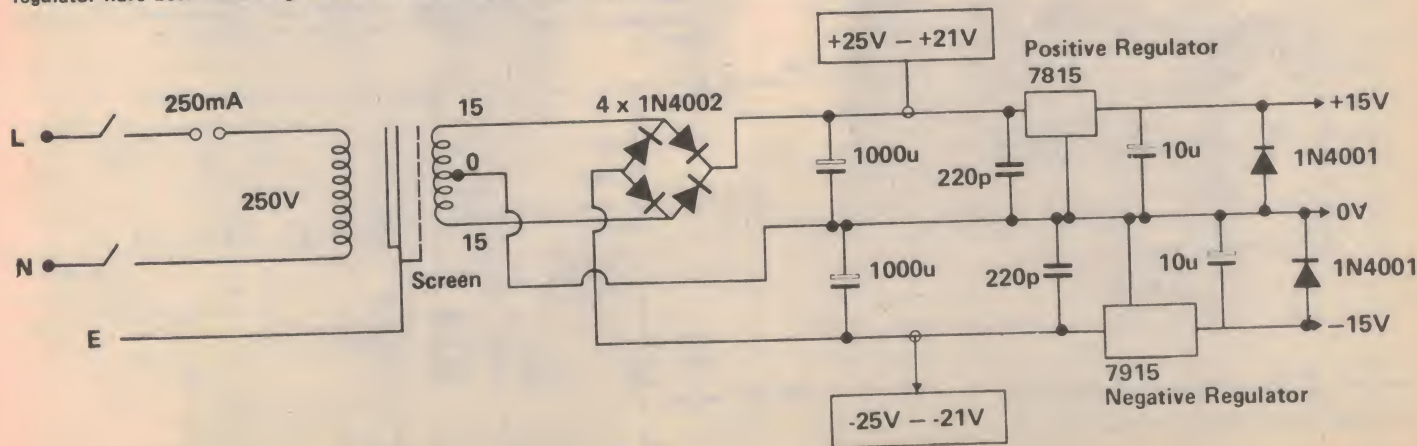 +25V – +21V
Positive Regulator
7815
250mA
15
4 x 1N4002
+15V
L
0
1000u
220p
10u
1N4001
250V
0V
15
N
Screen
1000u
220p
10u
1N4001
E
–15V
7915
Negative Regulator
-25V – -21V